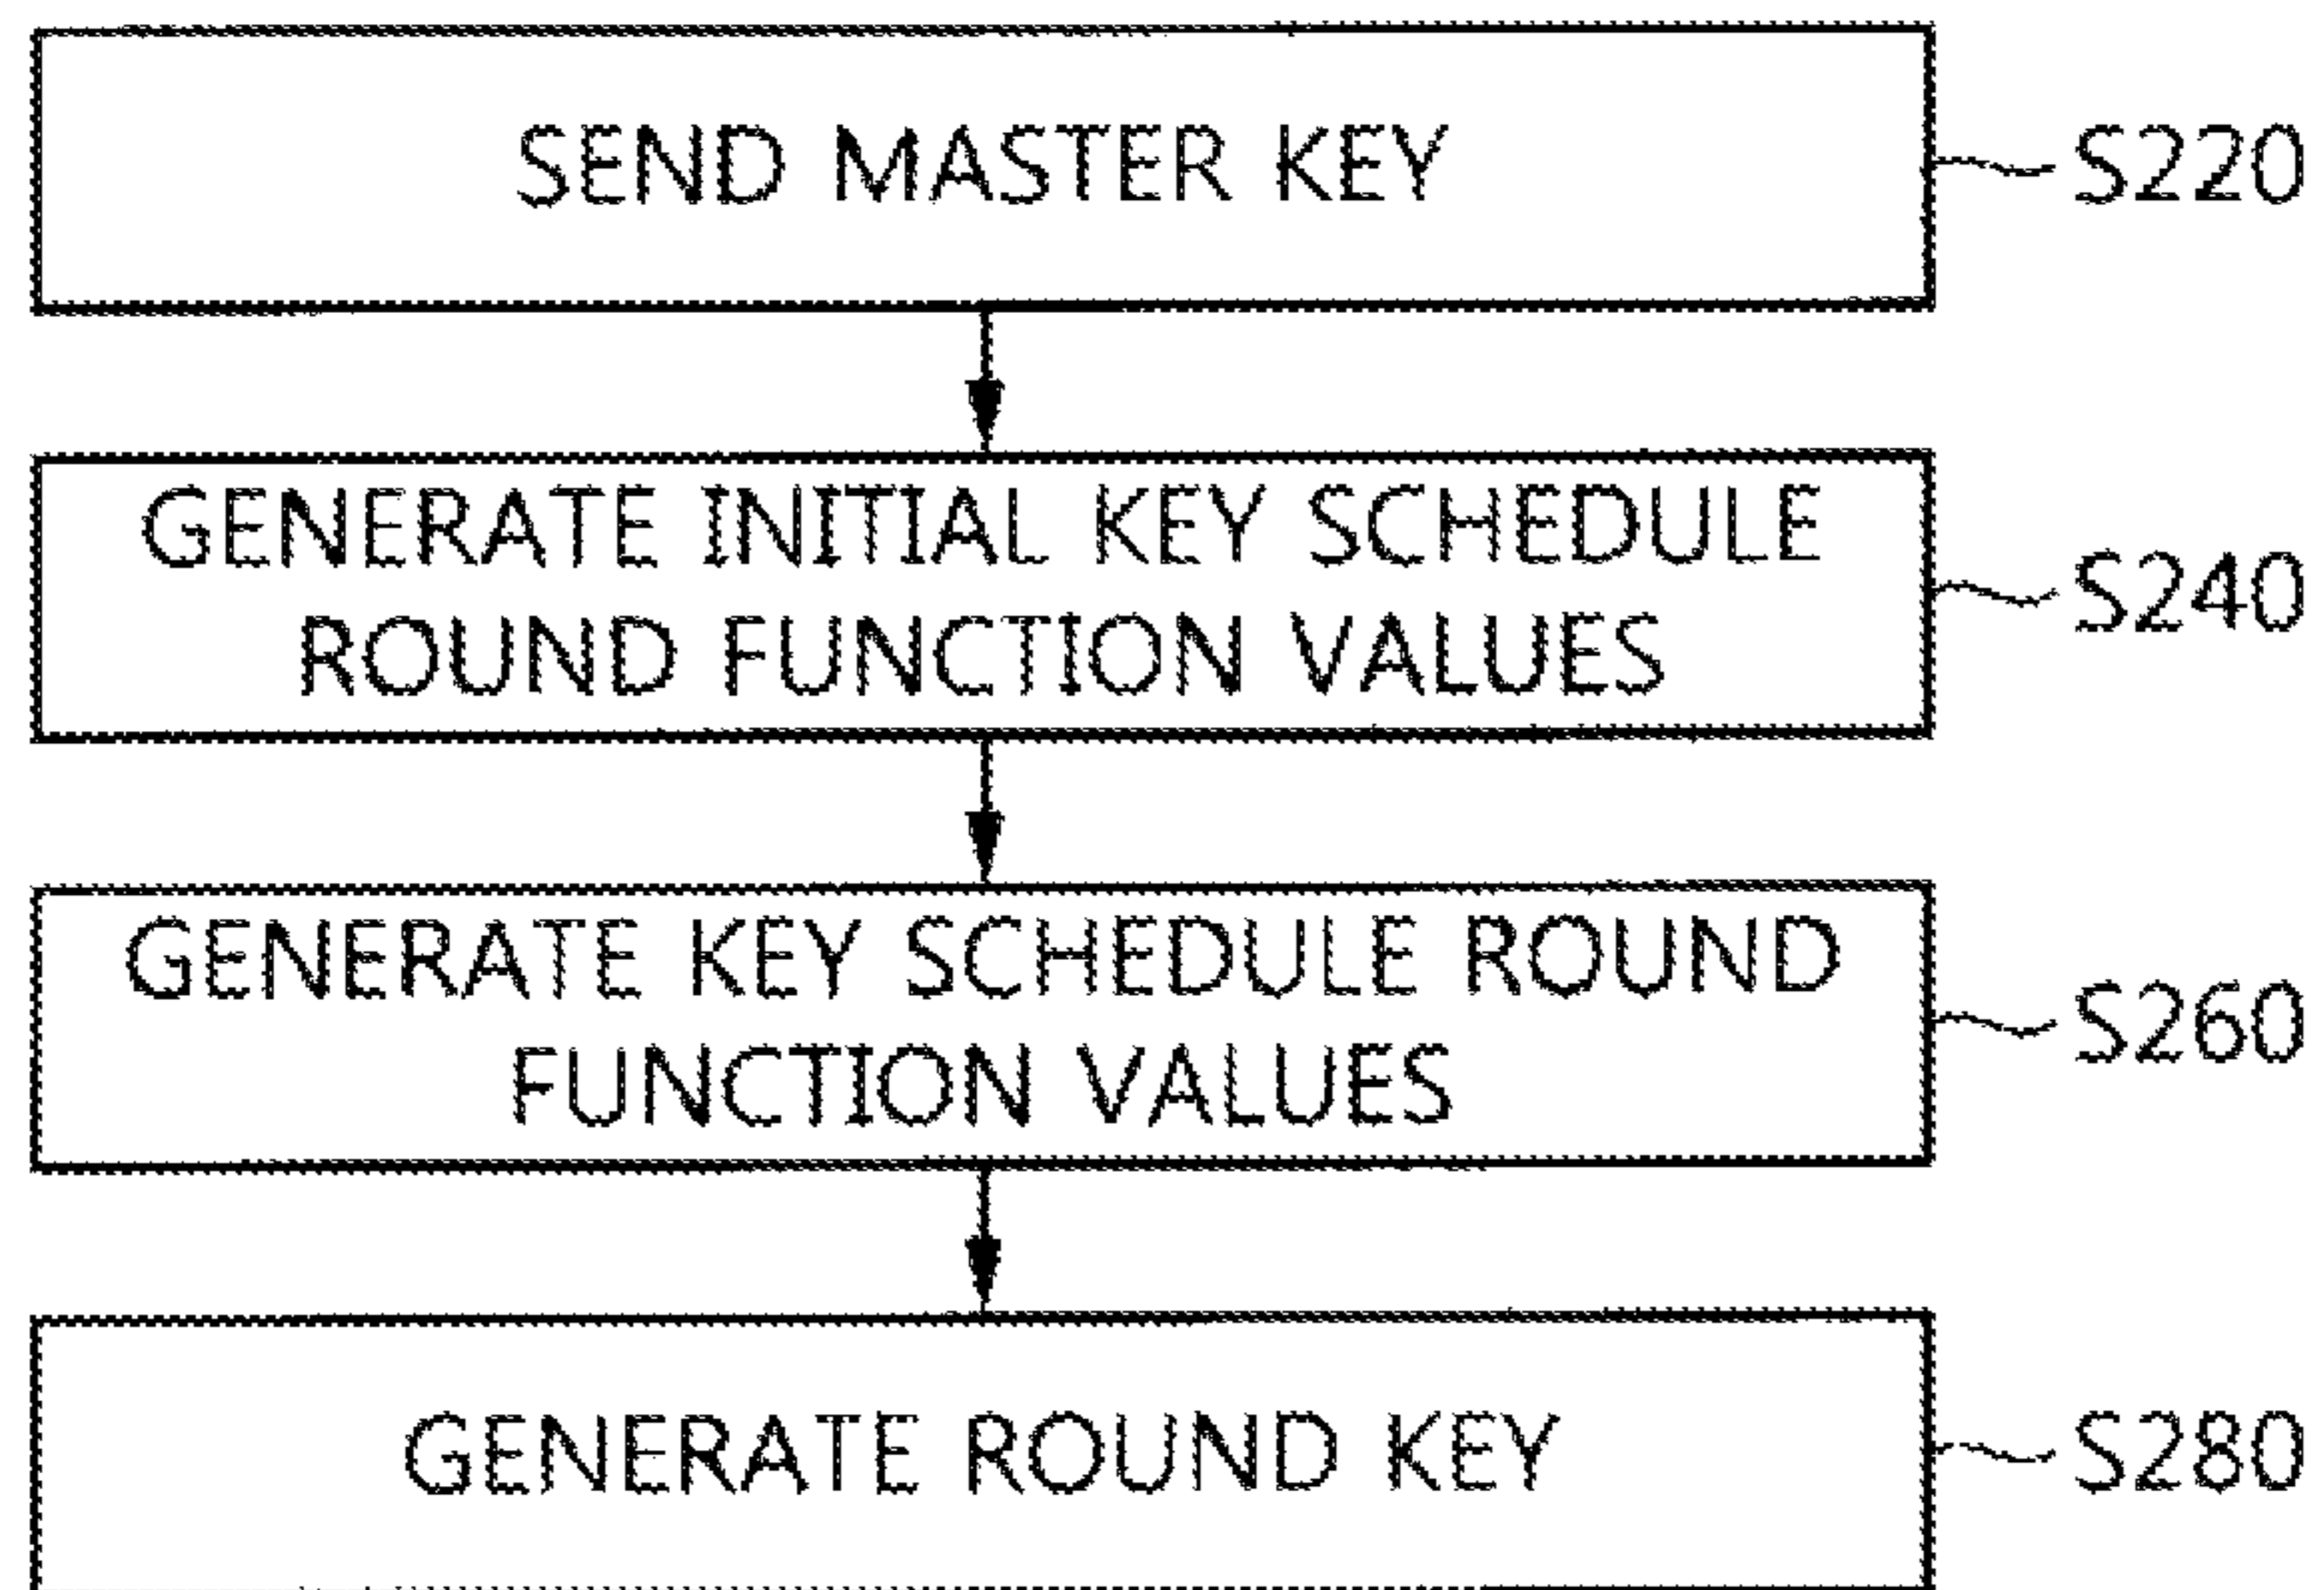 SEND MASTER KEY
S220
GENERATE INITIAL KEY SCHEDULE
ROUND FUNCTION VALUES
S240
GENERATE KEY SCHEDULE ROUND
FUNCTION VALUES
S260
GENERATE ROUND KEY
S280